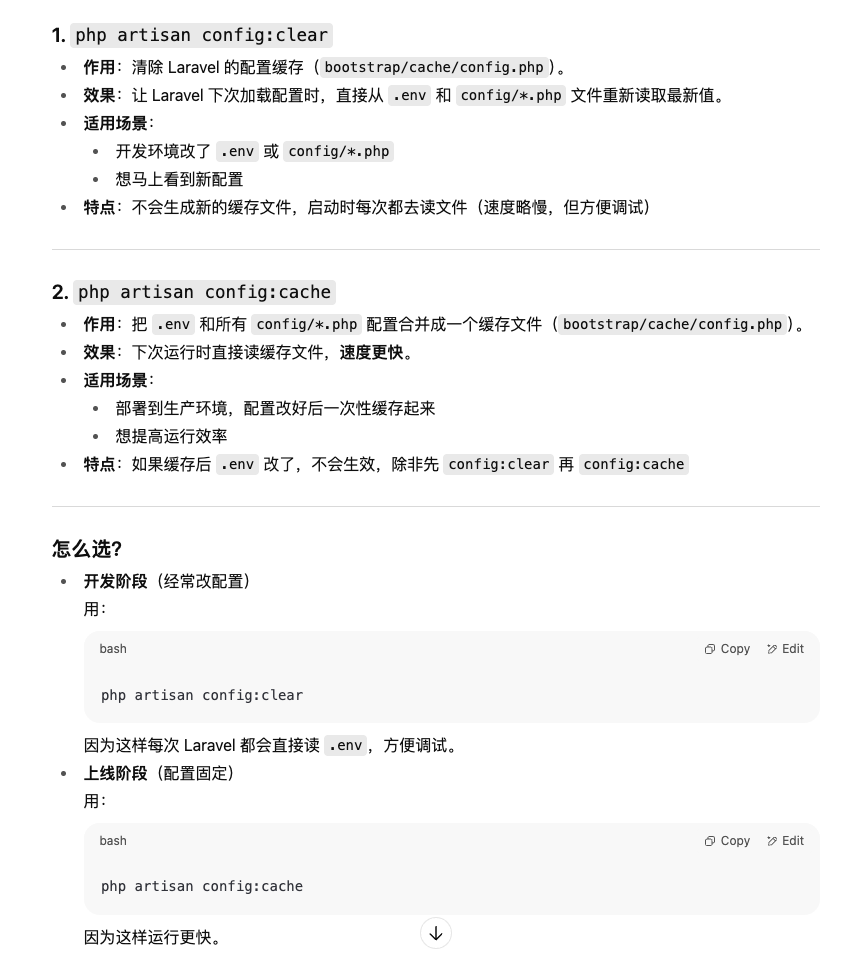 1. php artisan config:clear
作用：清除 Laravel 的配置缓存（bootstrap/cache/config.php）。
效果：让 Laravel 下次加载配置时，直接从 .env 和 config/*.php 文件重新读取最新值。
适用场景：
开发环境改了 .env 或 config/*.php
想马上看到新配置
特点：不会生成新的缓存文件，启动时每次都去读文件（速度略慢，但方便调试）
2. php artisan config:cache
作用：把 .env 和所有 config/*.php 配置合并成一个缓存文件（bootstrap/cache/config.php）。
效果：下次运行时直接读缓存文件，速度更快。
适用场景：
部署到生产环境，配置改好后一次性缓存起来
想提高运行效率
特点：如果缓存后 .env 改了，不会生效，除非先 config:clear 再 config:cache
怎么选？
开发阶段（经常改配置）
用：
bash Copy Edit
php artisan config:clear
因为这样每次 Laravel 都会直接读 .env，方便调试。
上线阶段（配置固定）
用：
bash Copy Edit
php artisan config:cache
因为这样运行更快。